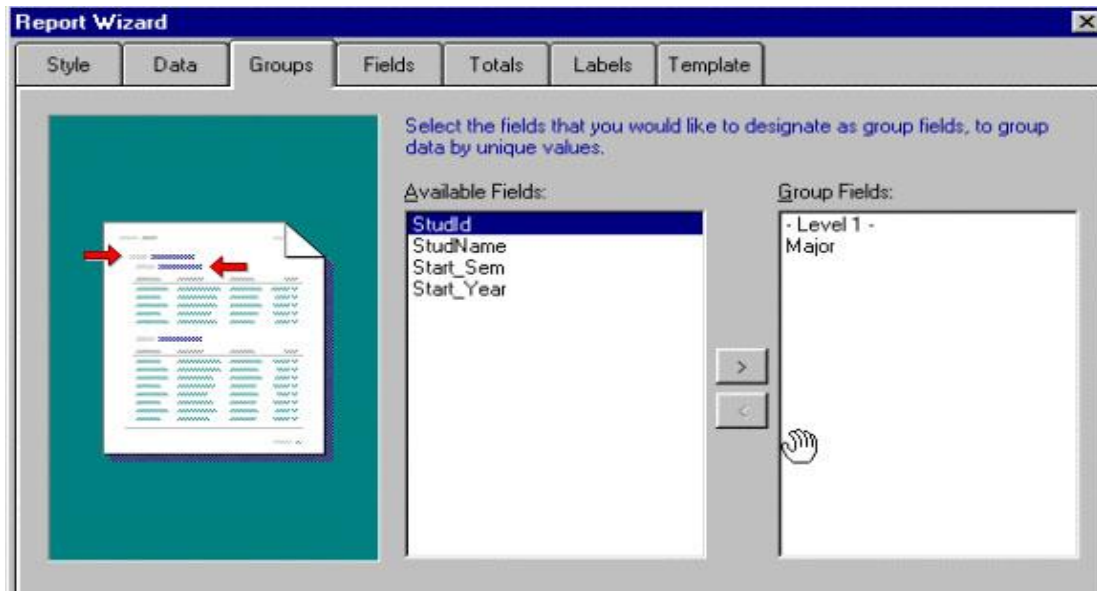 Report Wizard
Style Data Groups Fields Totals Labels Template
Select the fields that you would like to designate as group fields, to group
data by unique values.
Available Fields:
StudId
StudName
Start_Sem
Start_Year
>
<
Group Fields:
- Level 1 -
Major